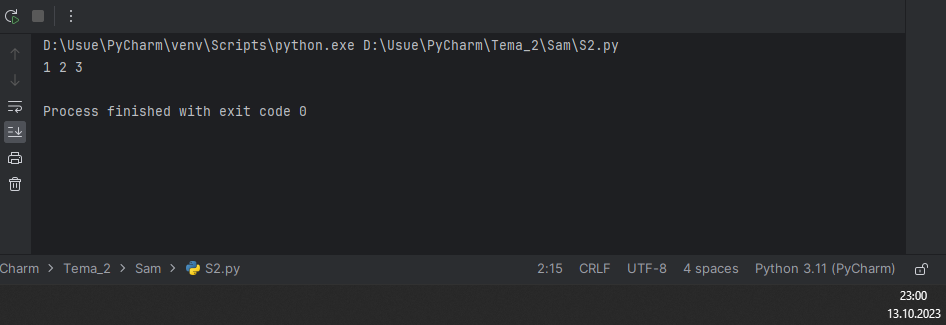 D:\Usue\PyCharm\venv\Scripts\python.exe D:\Usue\PyCharm\Tema_2\Sam\S2.py
1 2 3
Process finished with exit code 0
Charm > Tema_2 > Sam > S2.py 2:15 CRLF UTF-8 4 spaces Python 3.11 (PyCharm)
23:00
13.10.2023